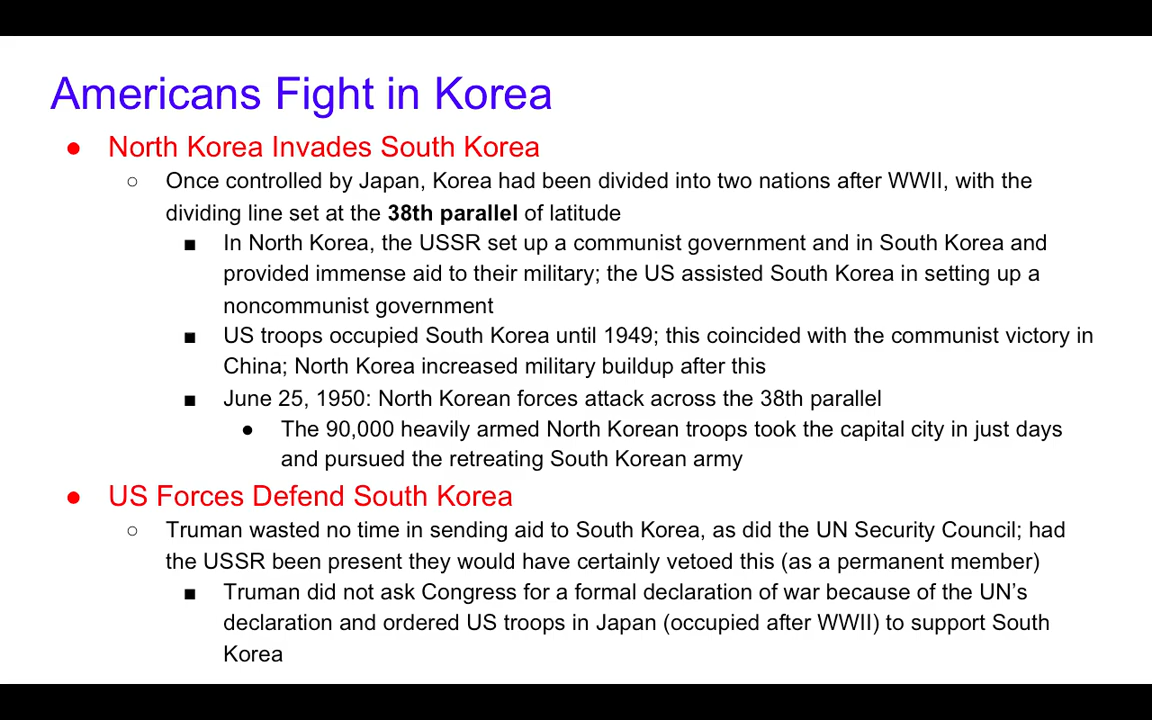 Americans Fight in Korea
● North Korea Invades South Korea
○ Once controlled by Japan, Korea had been divided into two nations after WWII, with the
dividing line set at the 38th parallel of latitude
■ In North Korea, the USSR set up a communist government and in South Korea and
provided immense aid to their military; the US assisted South Korea in setting up a
noncommunist government
■ US troops occupied South Korea until 1949; this coincided with the communist victory in
China; North Korea increased military buildup after this
■ June 25, 1950: North Korean forces attack across the 38th parallel
● The 90,000 heavily armed North Korean troops took the capital city in just days
and pursued the retreating South Korean army
● US Forces Defend South Korea
○ Truman wasted no time in sending aid to South Korea, as did the UN Security Council; had
the USSR been present they would have certainly vetoed this (as a permanent member)
■ Truman did not ask Congress for a formal declaration of war because of the UN’s
declaration and ordered US troops in Japan (occupied after WWII) to support South
Korea